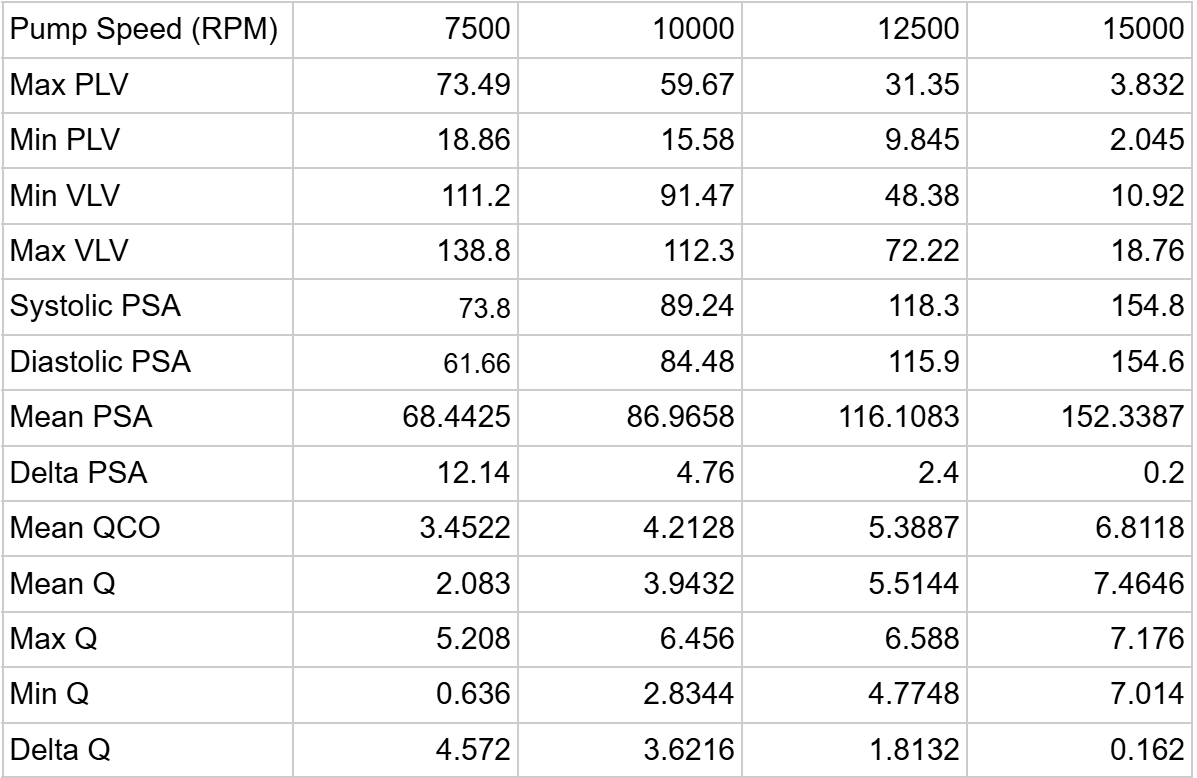 Pump Speed (RPM) 7500 10000 12500 15000
Max PLV 73.49 59.67 31.35 3.832
Min PLV 18.86 15.58 9.845 2.045
Min VLV 111.2 91.47 48.38 10.92
Max VLV 138.8 112.3 72.22 18.76
Systolic PSA 73.8 89.24 118.3 154.8
Diastolic PSA 61.66 84.48 115.9 154.6
Mean PSA 68.4425 86.9658 116.1083 152.3387
Delta PSA 12.14 4.76 2.4 0.2
Mean QCO 3.4522 4.2128 5.3887 6.8118
Mean Q 2.083 3.9432 5.5144 7.4646
Max Q 5.208 6.456 6.588 7.176
Min Q 0.636 2.8344 4.7748 7.014
Delta Q 4.572 3.6216 1.8132 0.162